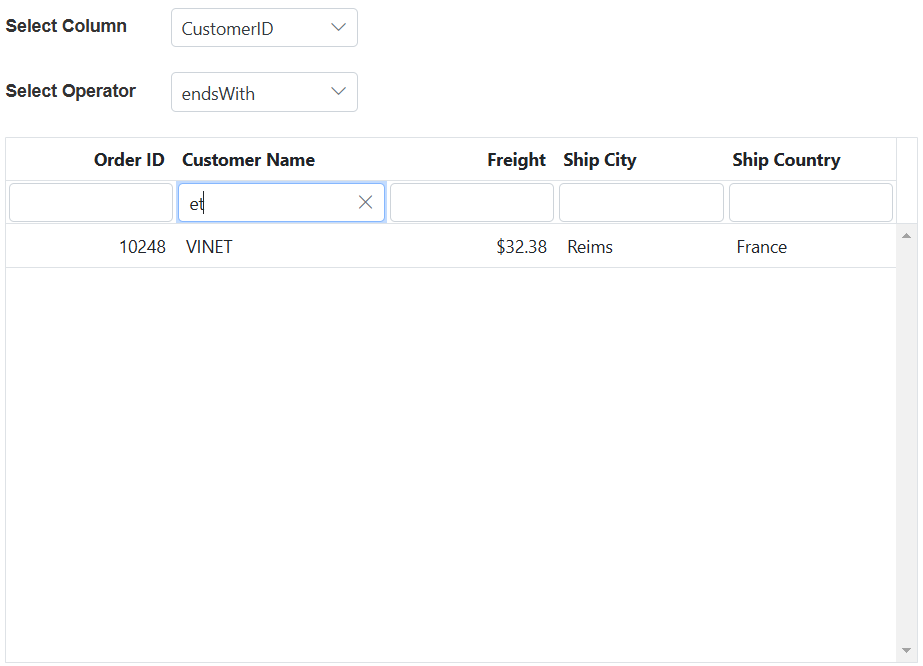 Select Column CustomerID
Select Operator endsWith
Order ID Customer Name Freight Ship City Ship Country
et
10248 VINET $32.38 Reims France